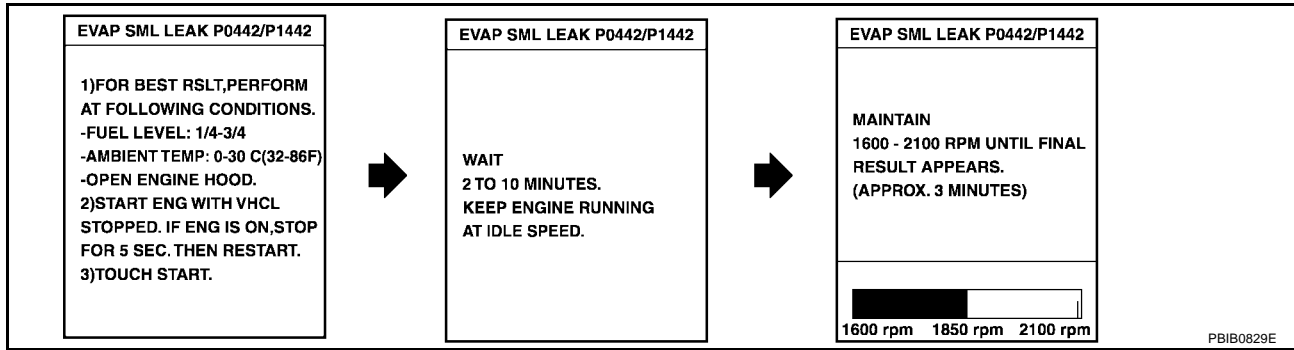 EVAP SML LEAK P0442/P1442
1)FOR BEST RSLT,PERFORM
AT FOLLOWING CONDITIONS.
-FUEL LEVEL: 1/4-3/4
-AMBIENT TEMP: 0-30 C(32-86F)
-OPEN ENGINE HOOD.
2)START ENG WITH VHCL
STOPPED. IF ENG IS ON,STOP
FOR 5 SEC. THEN RESTART.
3)TOUCH START.
EVAP SML LEAK P0442/P1442
WAIT
2 TO 10 MINUTES.
KEEP ENGINE RUNNING
AT IDLE SPEED.
EVAP SML LEAK P0442/P1442
MAINTAIN
1600 - 2100 RPM UNTIL FINAL
RESULT APPEARS.
(APPROX. 3 MINUTES)
1600 rpm 1850 rpm 2100 rpm
PBIB0829E